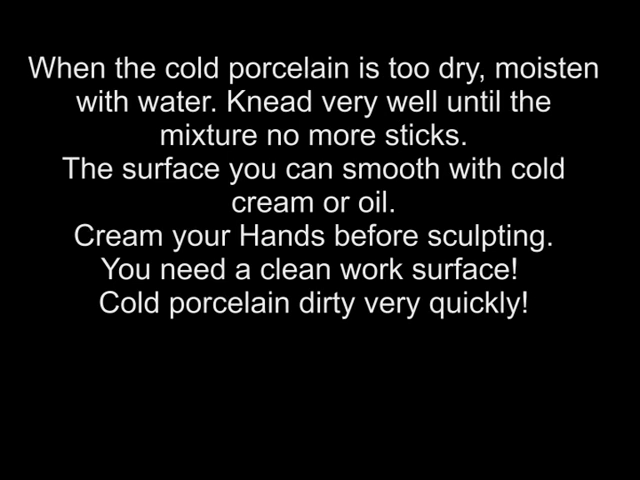 When the cold porcelain is too dry, moisten
with water. Knead very well until the
mixture no more sticks.
The surface you can smooth with cold
cream or oil.
Cream your Hands before sculpting.
You need a clean work surface!
Cold porcelain dirty very quickly!